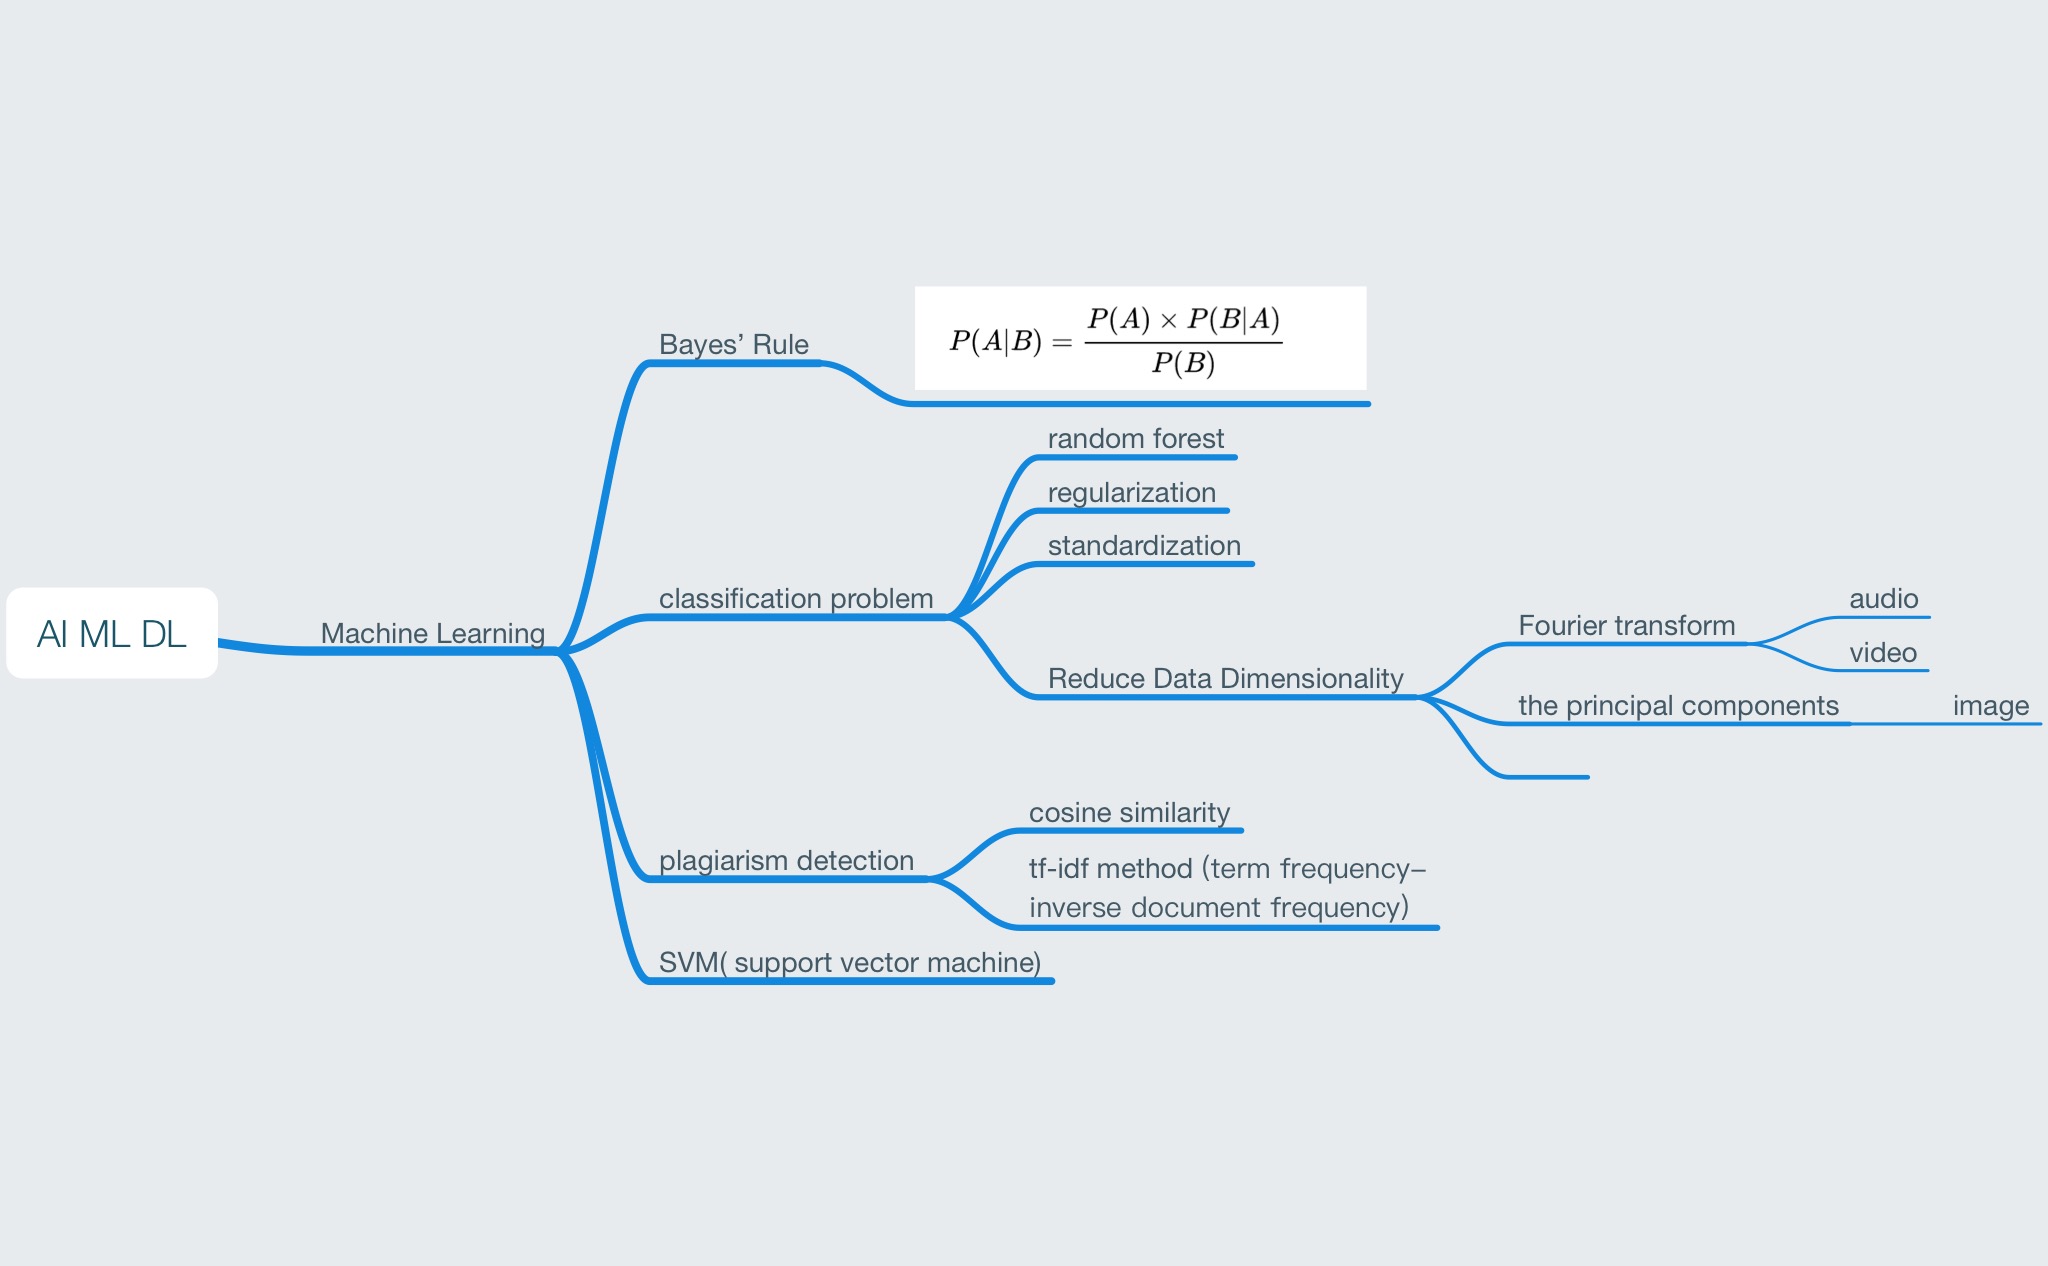 AI ML DL
Machine Learning
Bayes’ Rule
P(A|B) = P(A) × P(B|A) / P(B)
classification problem
random forest
regularization
standardization
Reduce Data Dimensionality
Fourier transform
audio
video
the principal components
image
plagiarism detection
cosine similarity
tf-idf method (term frequency–
inverse document frequency)
SVM( support vector machine)